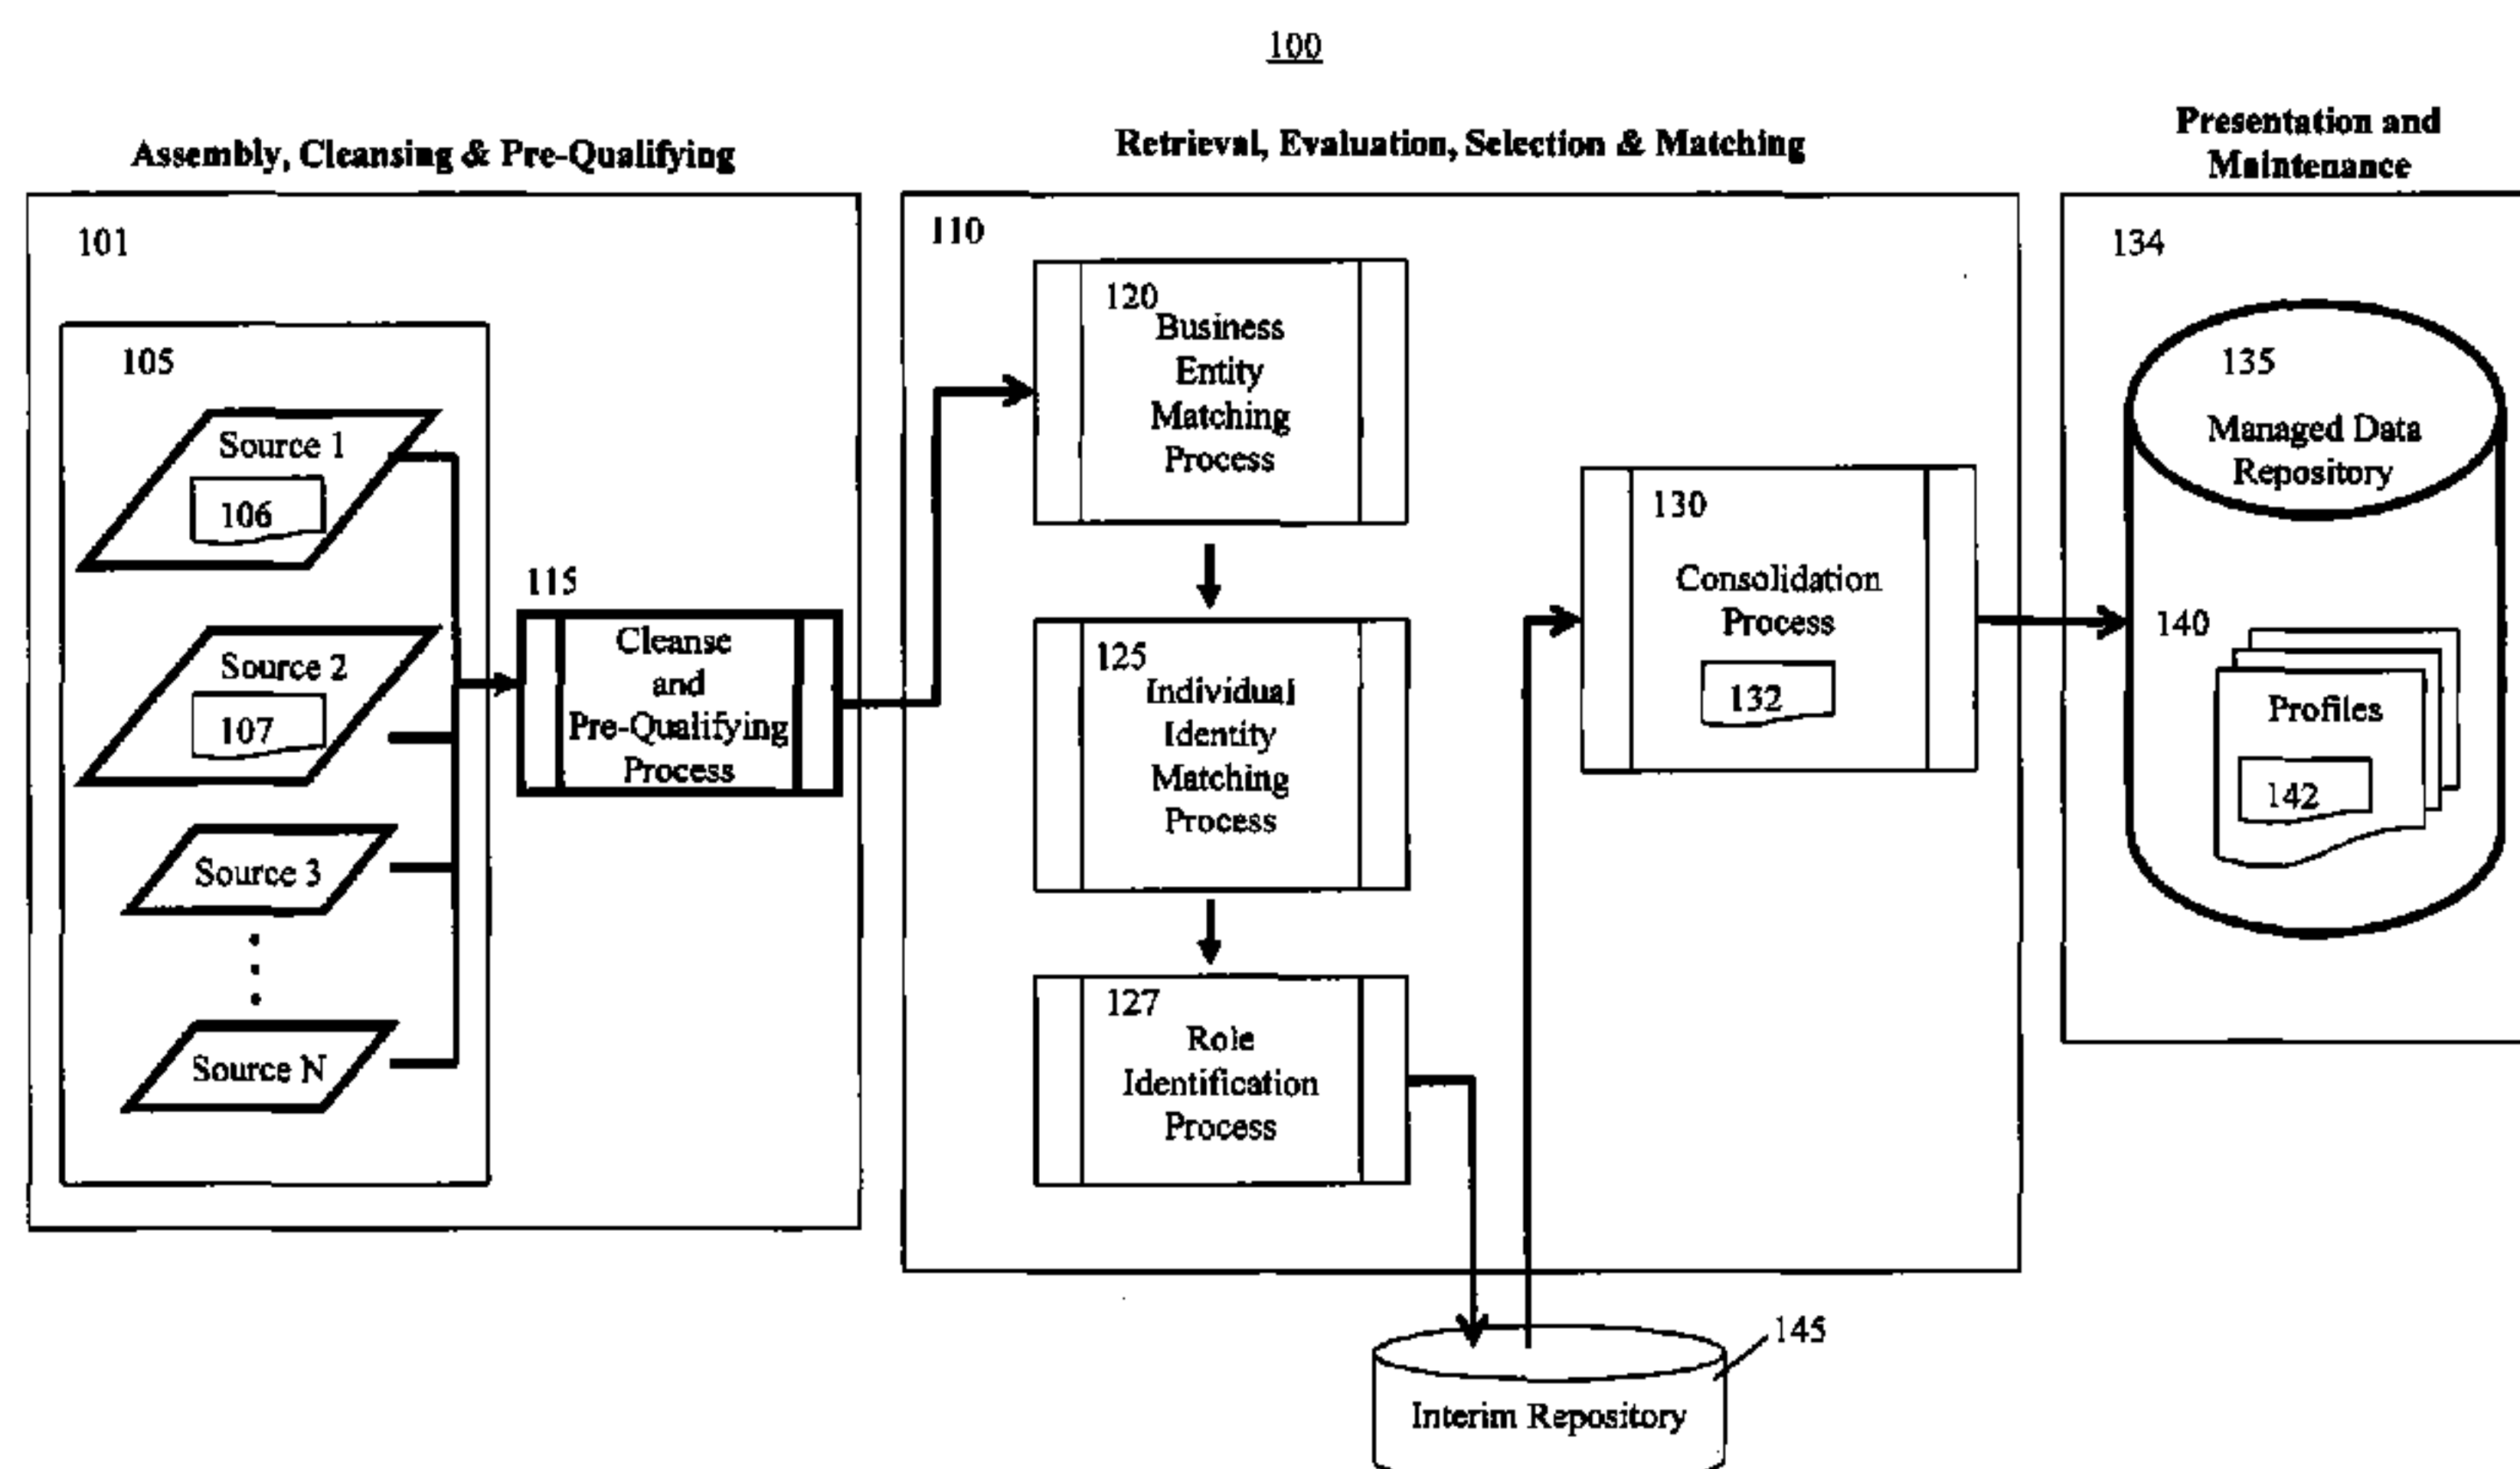 100
Assembly, Cleansing & Pre-Qualifying
101
105
Source 1
106
Source 2
107
Source 3
Source N
115
Cleanse
and
Pre-Qualifying
Process
Retrieval, Evaluation, Selection & Matching
110
120
Business
Entity
Matching
Process
125
Individual
Identity
Matching
Process
127
Role
Identification
Process
130
Consolidation
Process
132
Presentation and
Maintenance
134
135
Managed Data
Repository
140
Profiles
142
145
Interim Repository